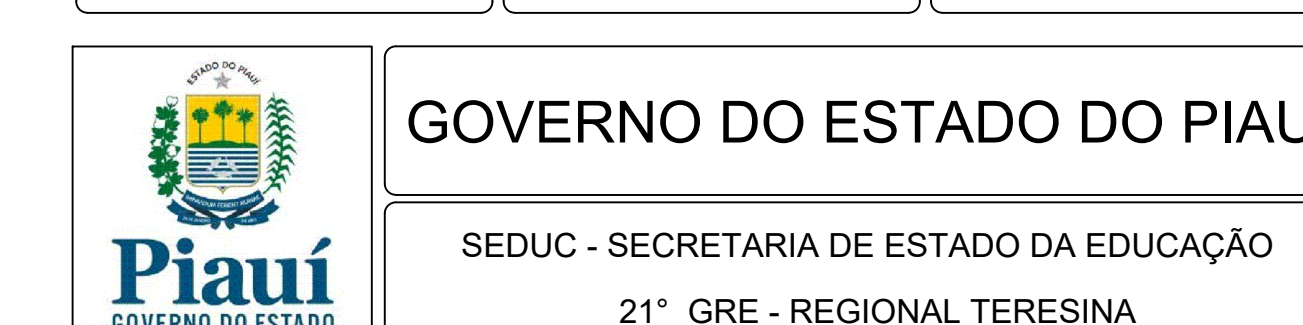 ESTADO DO PIAUÍ
Piauí
GOVERNO DO ESTADO
GOVERNO DO ESTADO DO PIAU
SEDUC - SECRETARIA DE ESTADO DA EDUCAÇÃO
21° GRE - REGIONAL TERESINA